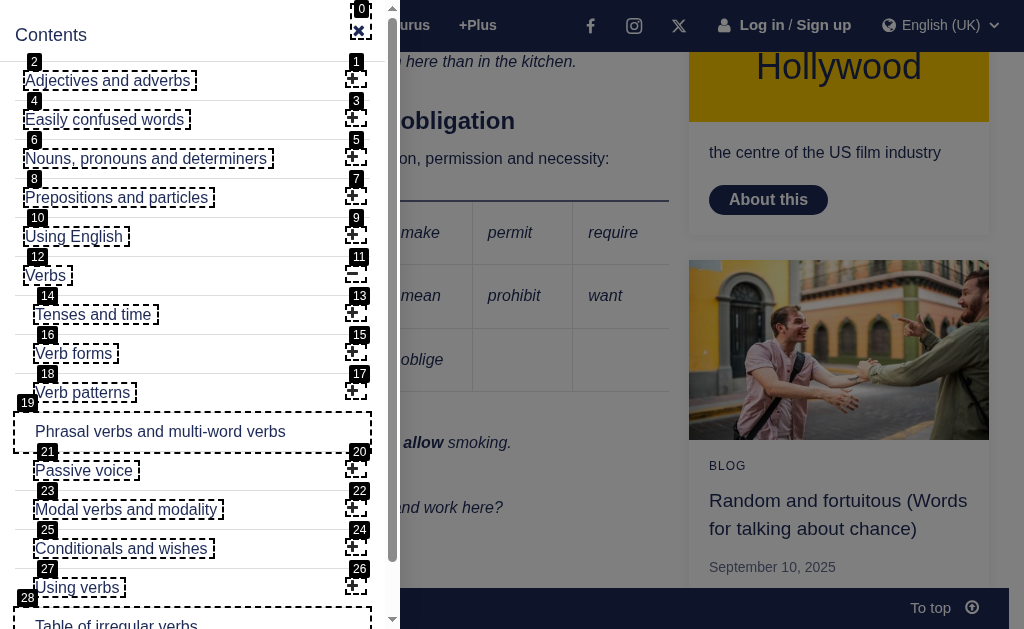 Contents
0
urus
+Plus
Log in / Sign up
English (UK)
2
1
Adjectives and adverbs
4
3
Easily confused words
6
5
Nouns, pronouns and determiners
8
7
Prepositions and particles
10
9
Using English
12
11
Verbs
14
13
Tenses and time
16
15
Verb forms
18
17
Verb patterns
19
Phrasal verbs and multi-word verbs
21
20
Passive voice
23
22
Modal verbs and modality
25
24
Conditionals and wishes
27
26
Using verbs
28
Table of irregular verbs
here than in the kitchen.
obligation
on, permission and necessity:
make permit require
mean prohibit want
oblige
allow smoking.
nd work here?
Hollywood
the centre of the US film industry
About this
BLOG
Random and fortuitous (Words
for talking about chance)
September 10, 2025
To top